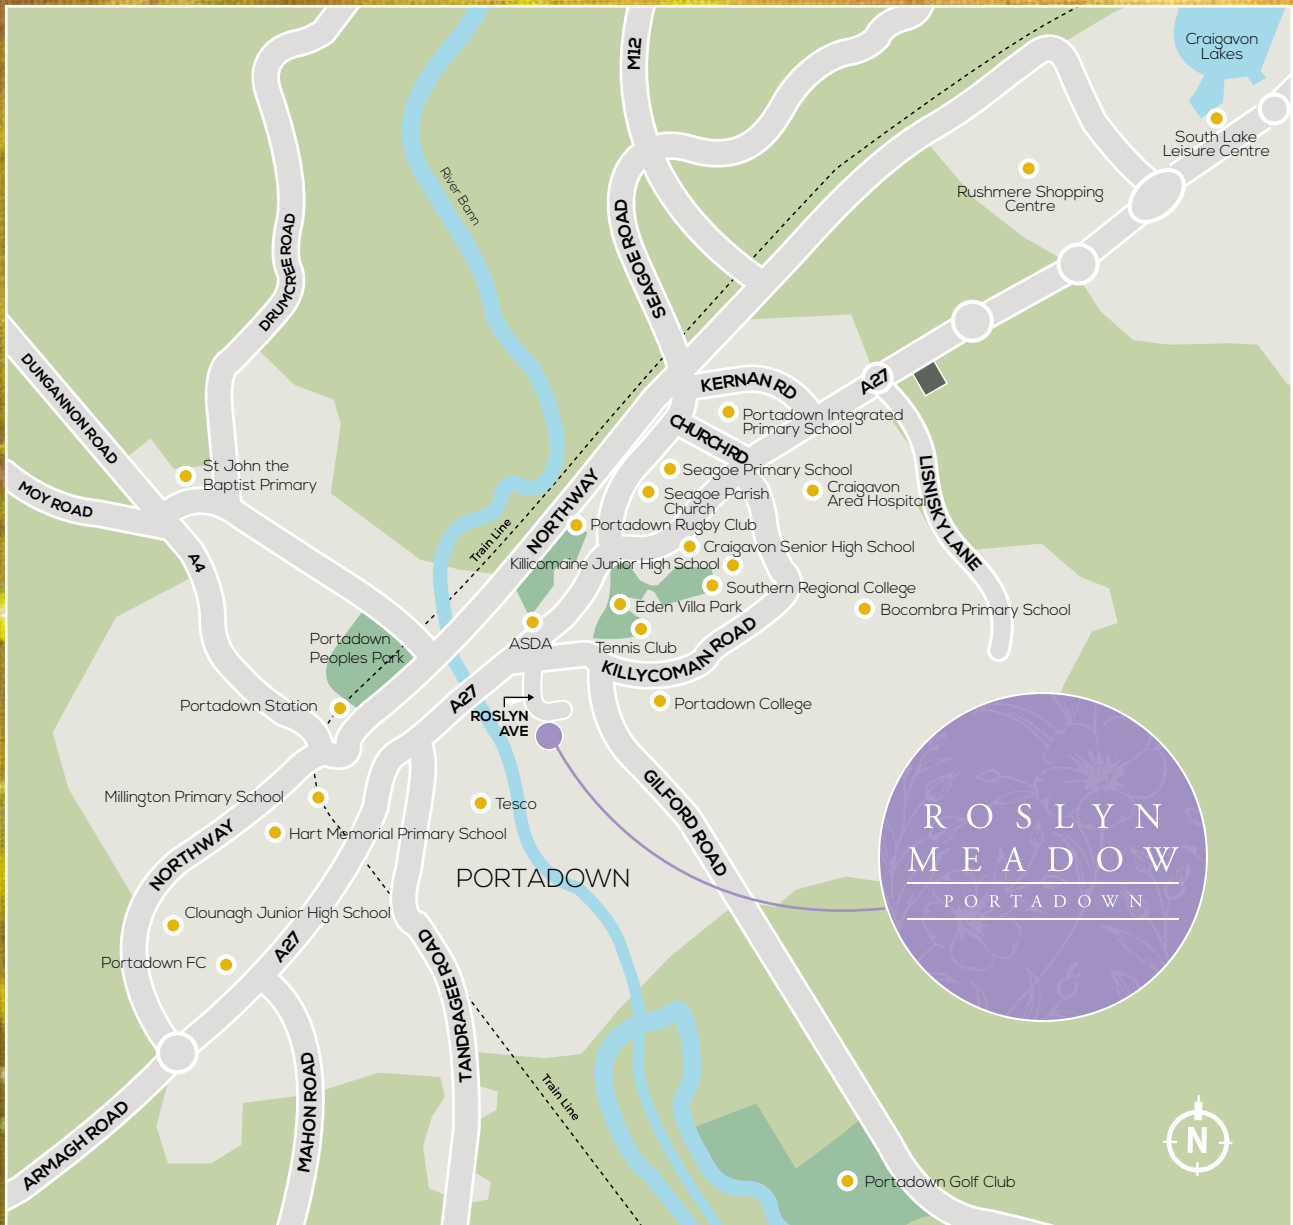 Craigavon
Lakes
M12
South Lake
Leisure Centre
Rushmere Shopping
Centre
River Bann
SEAGOE ROAD
DRUMCREE ROAD
DUNGANNON ROAD
KERNAN RD
A27
Portadown Integrated
Primary School
CHURCH RD
St John the
Baptist Primary
MOY ROAD
Seagoe Primary School
Seagoe Parish
Church
Craigavon
Area Hospital
LISNISKY LANE
NORTHWAY
Train Line
Portadown Rugby Club
Craigavon Senior High School
Killicomaine Junior High School
A4
Southern Regional College
Eden Villa Park
Bocombra Primary School
ASDA
Tennis Club
Portadown
Peoples Park
KILLYCOMAIN ROAD
A27
Portadown Station
Portadown College
ROSLYN
AVE
Millington Primary School
Tesco
GILFORD ROAD
NORTHWAY
Hart Memorial Primary School
ROSLYN
MEADOW
PORTADOWN
PORTADOWN
Clounagh Junior High School
A27
Portadown FC
TANDRAGEE ROAD
Train Line
MAHON ROAD
ARMAGH ROAD
N
Portadown Golf Club